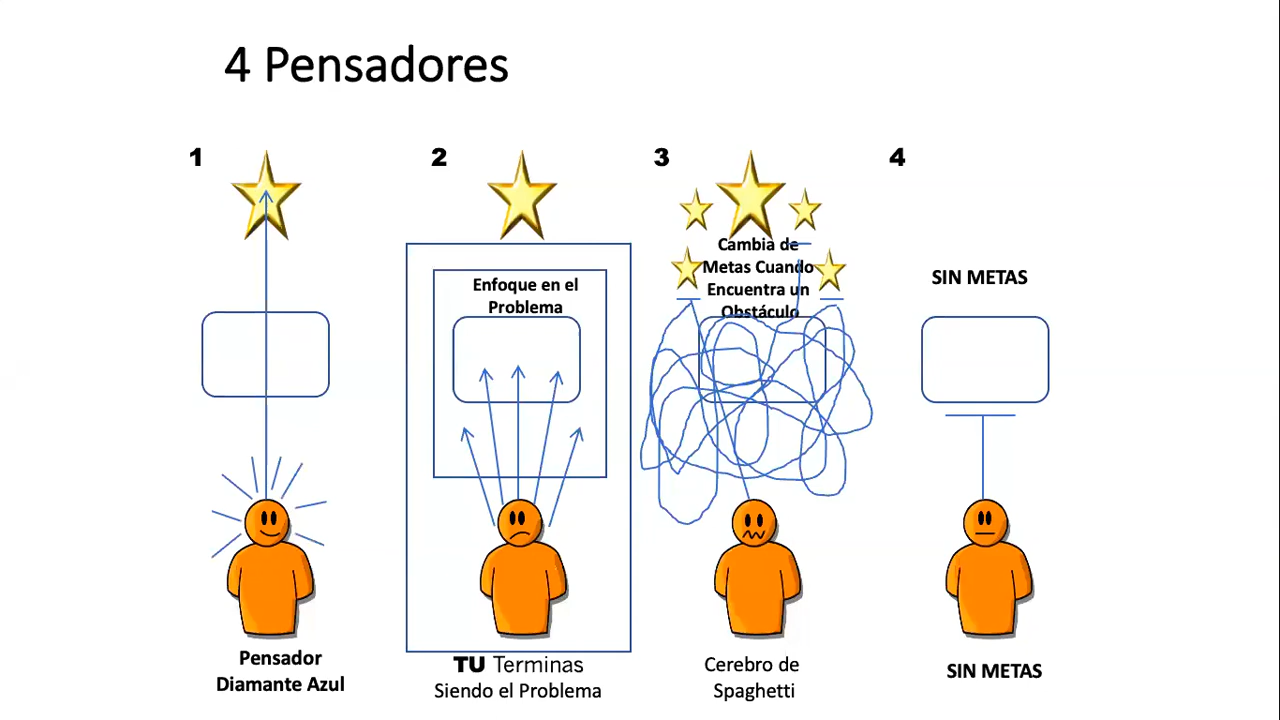 4 Pensadores
1
2
3
4
Enfoque en el
Problema
Cambia de
Metas Cuando
Encuentra un
Obstáculo
SIN METAS
Pensador
Diamante Azul
TU Terminas
Siendo el Problema
Cerebro de
Spaghetti
SIN METAS